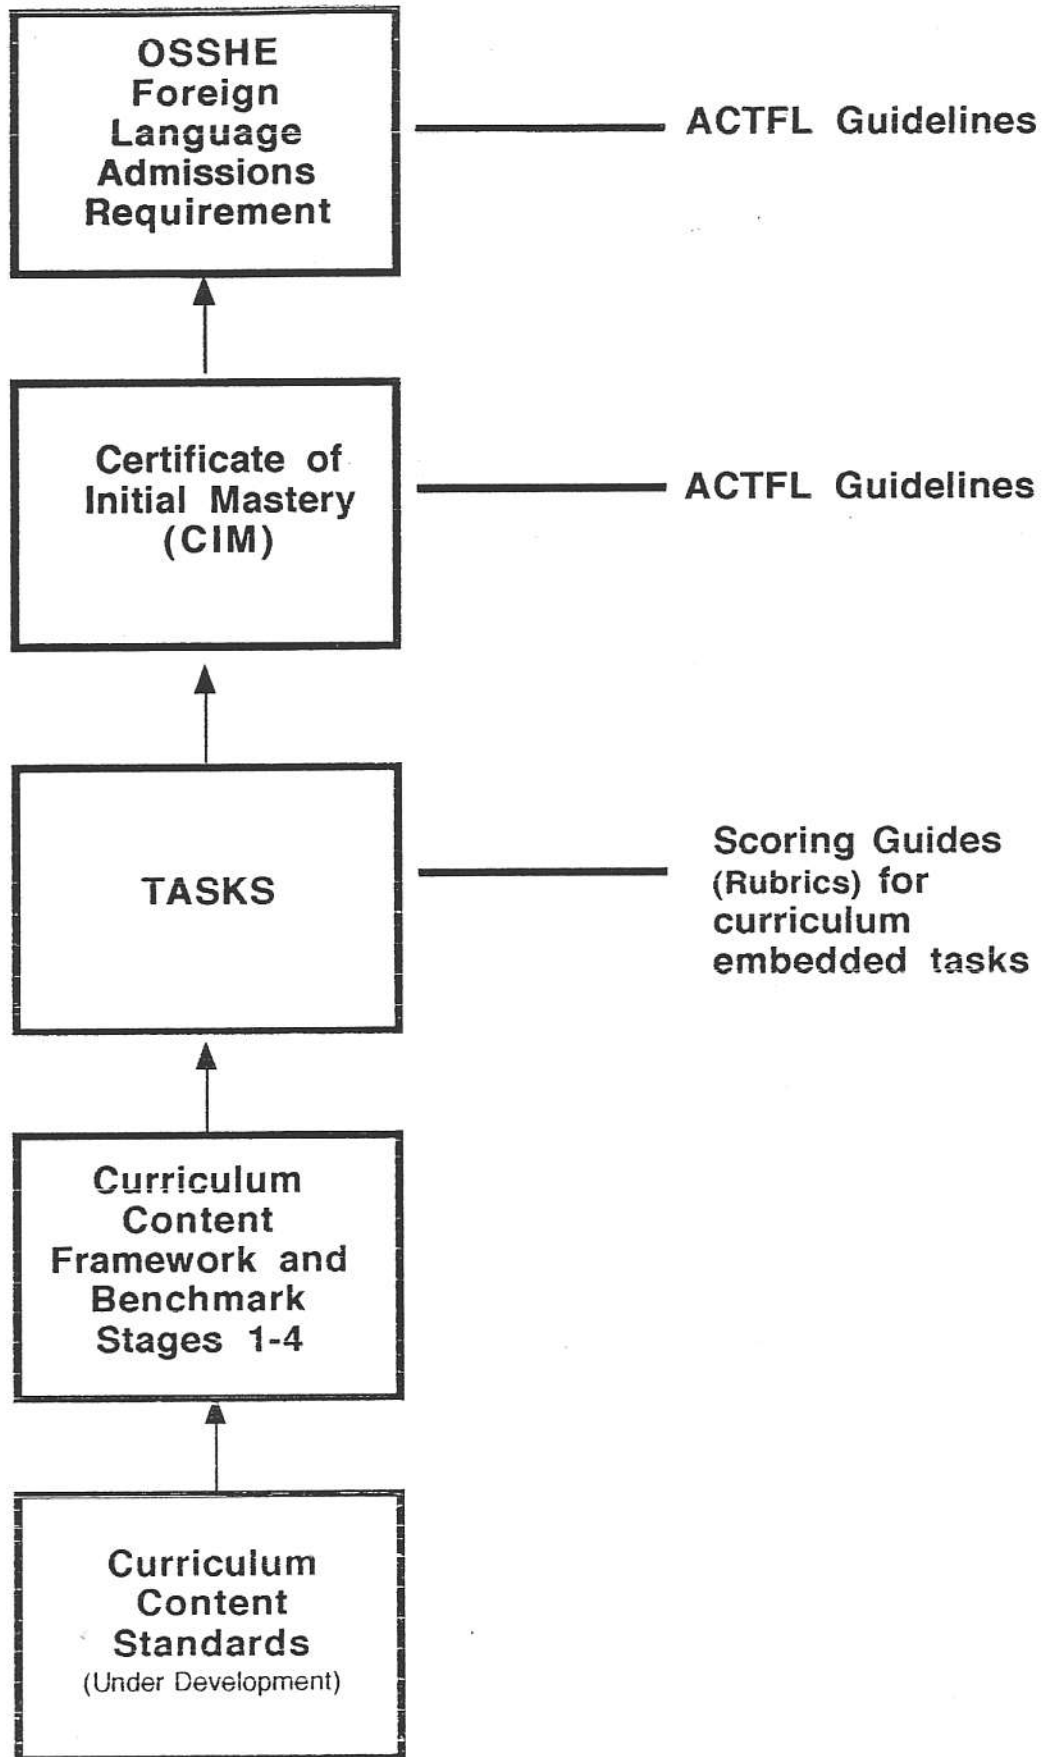 OSSHE
Foreign
Language
Admissions
Requirement
ACTFL Guidelines
Certificate of
Initial Mastery
(CIM)
ACTFL Guidelines
TASKS
Scoring Guides
(Rubrics) for
curriculum
embedded tasks
Curriculum
Content
Framework and
Benchmark
Stages 1-4
Curriculum
Content
Standards
(Under Development)